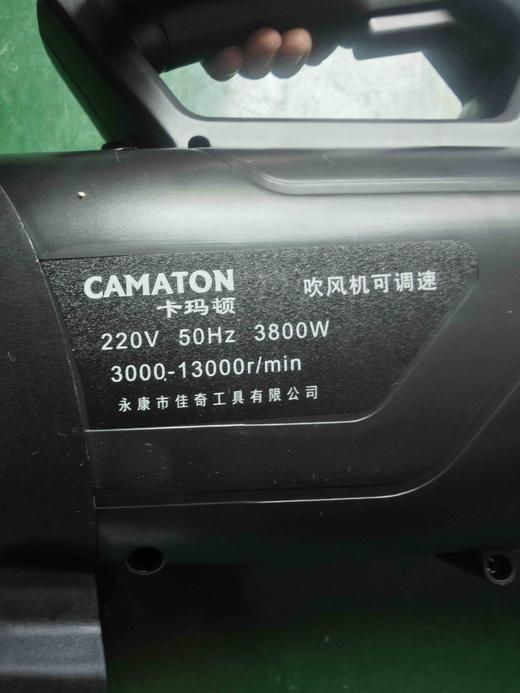 CAMATON
卡玛顿
吹风机可调速
220V 50Hz 3800W
3000-13000r/min
永康市佳奇工具有限公司